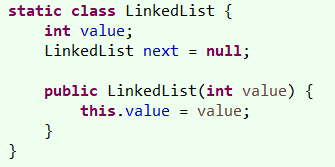 static class LinkedList {
    int value;
    LinkedList next = null;

    public LinkedList(int value) {
        this.value = value;
    }
}